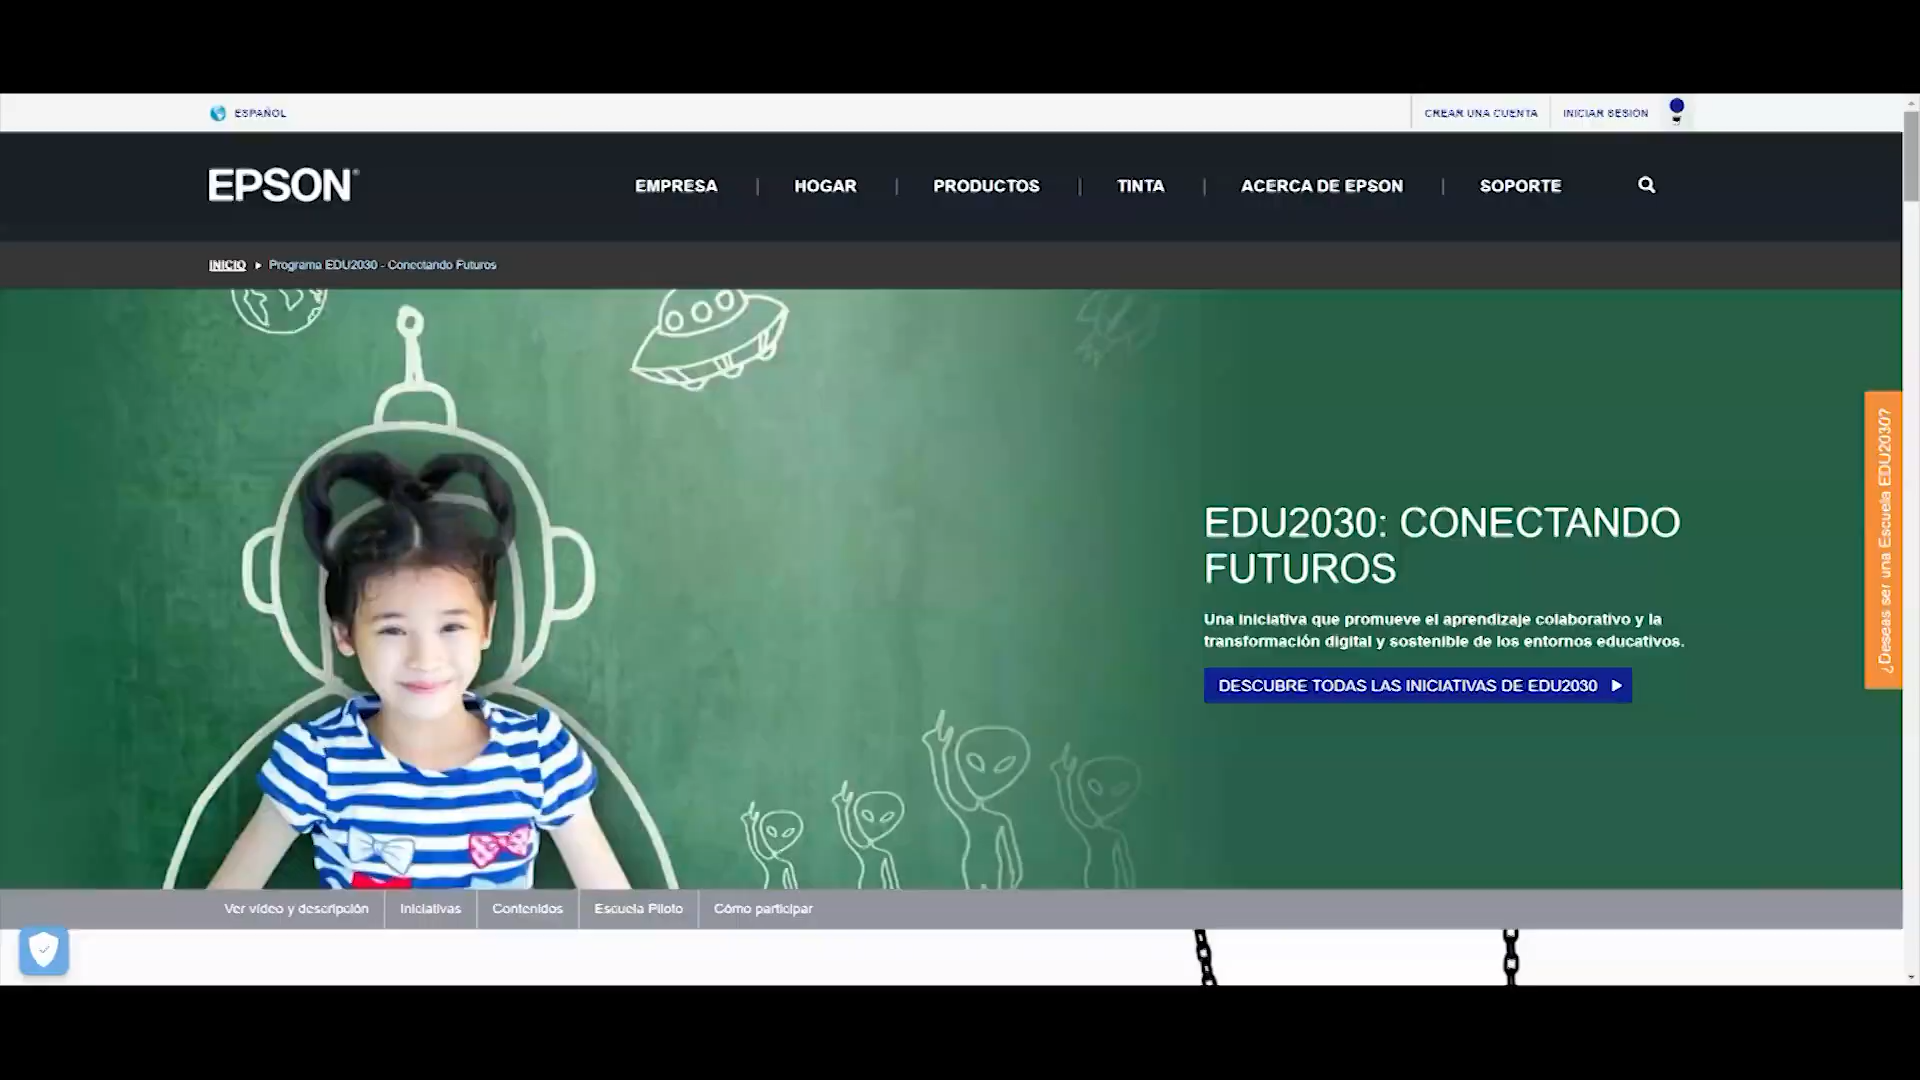 ESPAÑOL
CREAR UNA CUENTA
INICIAR SESIÓN
EPSON
EMPRESA | HOGAR | PRODUCTOS | TINTA | ACERCA DE EPSON | SOPORTE
INICIO ▸ Programa EDU2030 - Conectando Futuros
EDU2030: CONECTANDO
FUTUROS
Una iniciativa que promueve el aprendizaje colaborativo y la
transformación digital y sostenible de los entornos educativos.
DESCUBRE TODAS LAS INICIATIVAS DE EDU2030
¿Deseas ser una Escuela EDU2030?
Ver vídeo y descripción
Iniciativas
Contenidos
Escuela Piloto
Cómo participar